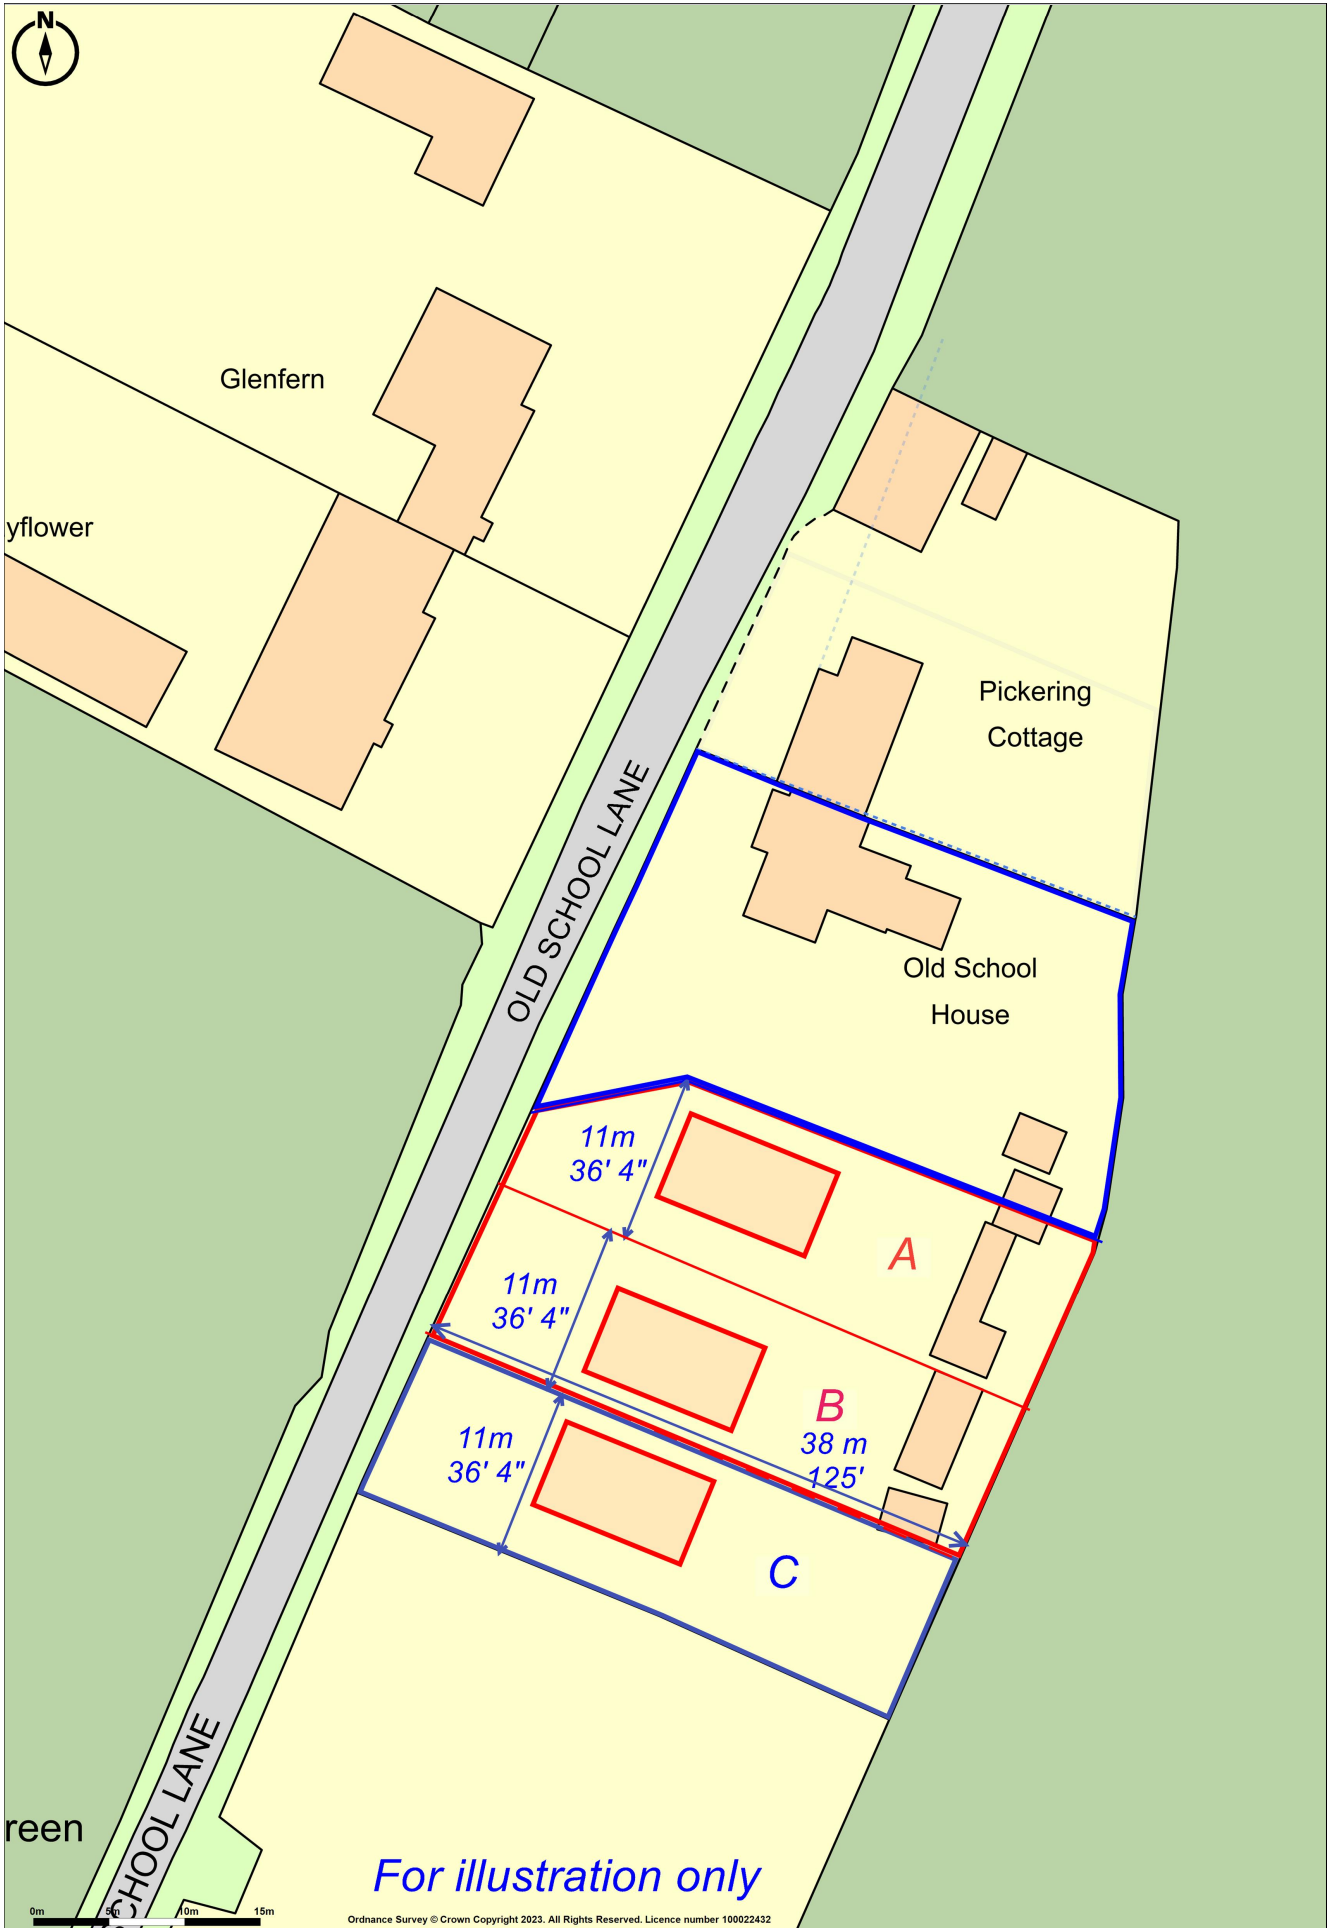 N
Glenfern
yflower
Pickering
Cottage
OLD SCHOOL LANE
Old School
House
11m
36' 4"
A
11m
36' 4"
B
38 m
125'
11m
36' 4"
C
CHOOL LANE
reen
For illustration only
0m 5m 10m 15m
Ordnance Survey © Crown Copyright 2023. All Rights Reserved. Licence number 100022432